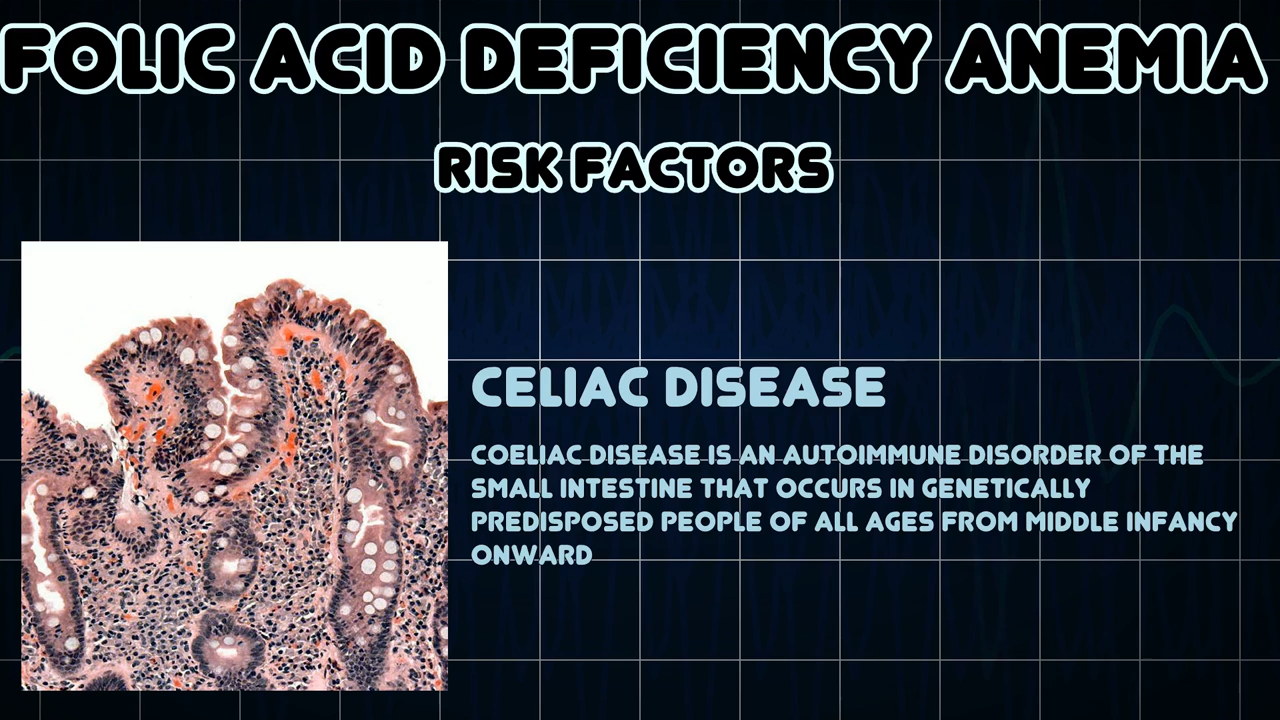 FOLIC ACID DEFICIENCY ANEMIA
RISK FACTORS
CELIAC DISEASE
COELIAC DISEASE IS AN AUTOIMMUNE DISORDER OF THE
SMALL INTESTINE THAT OCCURS IN GENETICALLY
PREDISPOSED PEOPLE OF ALL AGES FROM MIDDLE INFANCY
ONWARD